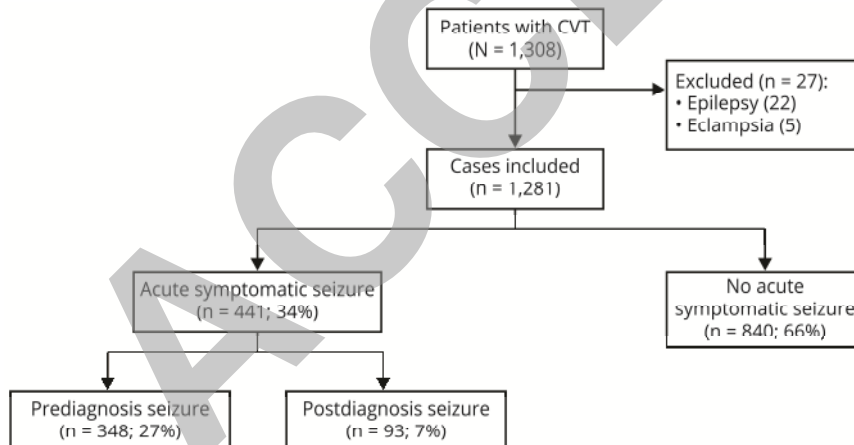 Patients with CVT
(N = 1,308)
Excluded (n = 27):
• Epilepsy (22)
• Eclampsia (5)
Cases included
(n = 1,281)
Acute symptomatic seizure
(n = 441; 34%)
No acute
symptomatic seizure
(n = 840; 66%)
Prediagnosis seizure
(n = 348; 27%)
Postdiagnosis seizure
(n = 93; 7%)